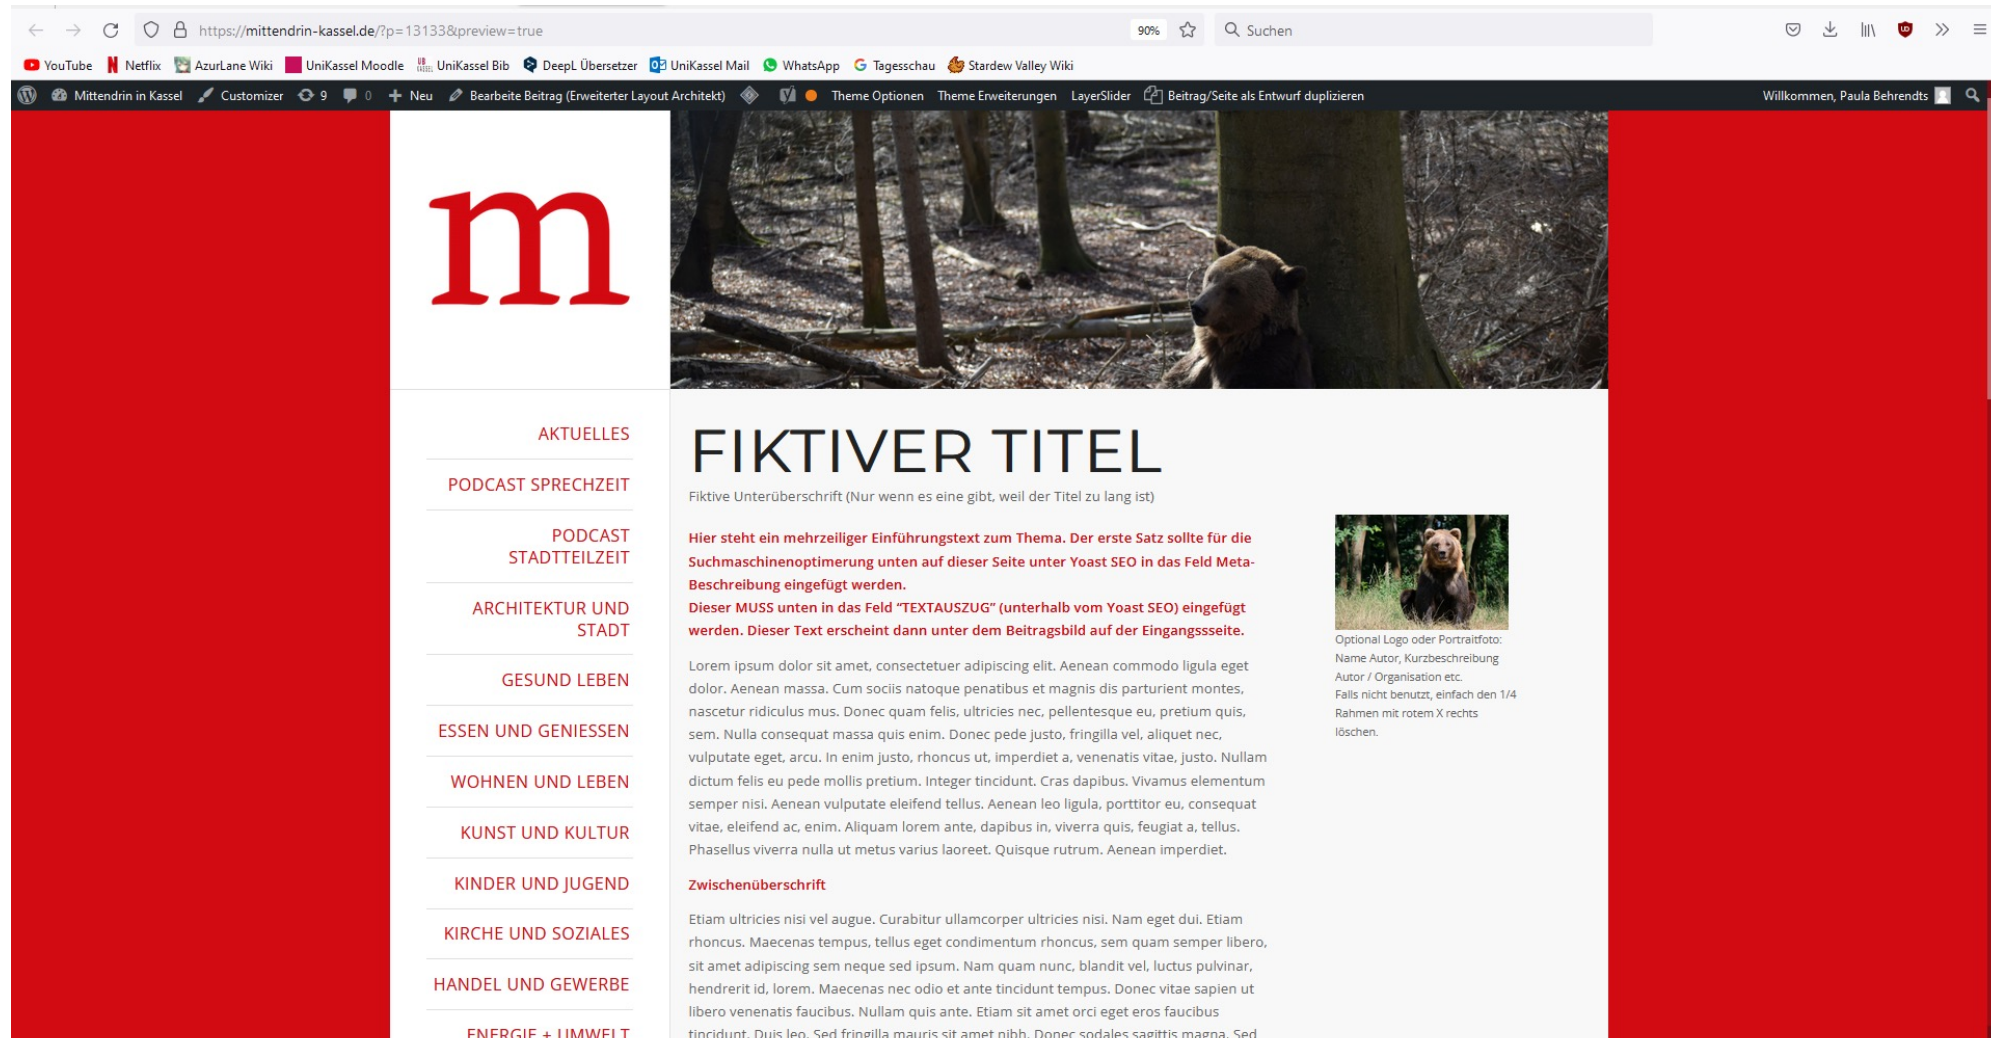 https://mittendrin-kassel.de/?p=13133&preview=true
90%
Suchen
YouTube Netflix AzurLane Wiki UniKassel Moodle UniKassel Bib DeepL Übersetzer UniKassel Mail WhatsApp Tagesschau Stardew Valley Wiki
Mittendrin in Kassel Customizer 9 0 Neu Bearbeite Beitrag (Erweiterter Layout Architekt) Theme Optionen Theme Erweiterungen LayerSlider Beitrag/Seite als Entwurf duplizieren Willkommen, Paula Behrendts
m
AKTUELLES
PODCAST SPRECHZEIT
PODCAST
STADTTEILZEIT
ARCHITEKTUR UND
STADT
GESUND LEBEN
ESSEN UND GENIESSEN
WOHNEN UND LEBEN
KUNST UND KULTUR
KINDER UND JUGEND
KIRCHE UND SOZIALES
HANDEL UND GEWERBE
ENERGIE + UMWELT
FIKTIVER TITEL
Fiktive Unterüberschrift (Nur wenn es eine gibt, weil der Titel zu lang ist)
Hier steht ein mehrzeiliger Einführungstext zum Thema. Der erste Satz sollte für die
Suchmaschinenoptimerung unten auf dieser Seite unter Yoast SEO in das Feld Meta-
Beschreibung eingefügt werden.
Dieser MUSS unten in das Feld “TEXTAUSZUG” (unterhalb vom Yoast SEO) eingefügt
werden. Dieser Text erscheint dann unter dem Beitragsbild auf der Eingangssseite.
Lorem ipsum dolor sit amet, consectetuer adipiscing elit. Aenean commodo ligula eget
dolor. Aenean massa. Cum sociis natoque penatibus et magnis dis parturient montes,
nascetur ridiculus mus. Donec quam felis, ultricies nec, pellentesque eu, pretium quis,
sem. Nulla consequat massa quis enim. Donec pede justo, fringilla vel, aliquet nec,
vulputate eget, arcu. In enim justo, rhoncus ut, imperdiet a, venenatis vitae, justo. Nullam
dictum felis eu pede mollis pretium. Integer tincidunt. Cras dapibus. Vivamus elementum
semper nisi. Aenean vulputate eleifend tellus. Aenean leo ligula, porttitor eu, consequat
vitae, eleifend ac, enim. Aliquam lorem ante, dapibus in, viverra quis, feugiat a, tellus.
Phasellus viverra nulla ut metus varius laoreet. Quisque rutrum. Aenean imperdiet.
Zwischenüberschrift
Etiam ultricies nisi vel augue. Curabitur ullamcorper ultricies nisi. Nam eget dui. Etiam
rhoncus. Maecenas tempus, tellus eget condimentum rhoncus, sem quam semper libero,
sit amet adipiscing sem neque sed ipsum. Nam quam nunc, blandit vel, luctus pulvinar,
hendrerit id, lorem. Maecenas nec odio et ante tincidunt tempus. Donec vitae sapien ut
libero venenatis faucibus. Nullam quis ante. Etiam sit amet orci eget eros faucibus
tincidunt. Duis leo. Sed fringilla mauris sit amet nibh. Donec sodales sagittis magna. Sed
Optional Logo oder Portraitfoto:
Name Autor, Kurzbeschreibung
Autor / Organisation etc.
Falls nicht benutzt, einfach den 1/4
Rahmen mit rotem X rechts
löschen.